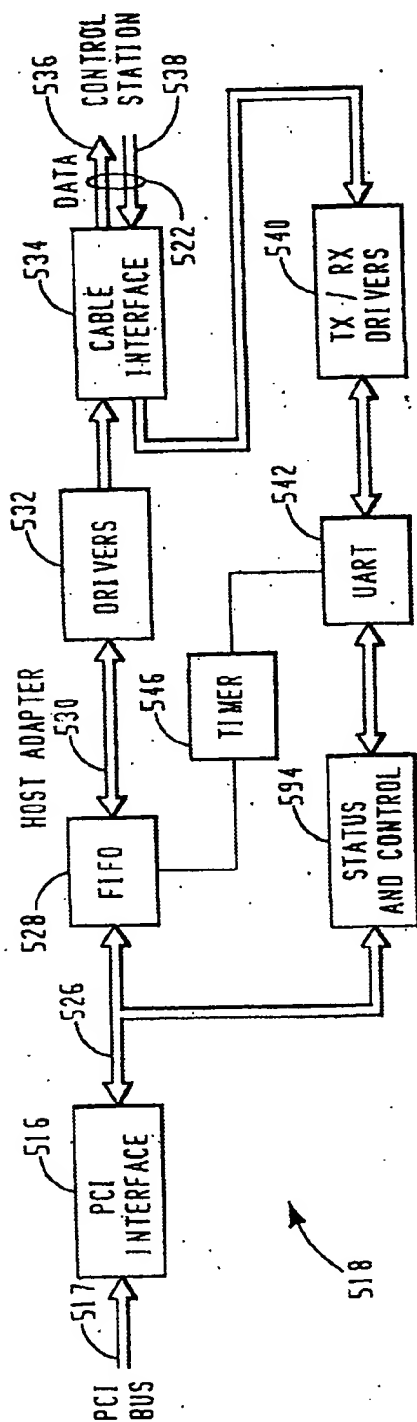 PCI
BUS
517
516
PCI
INTERFACE
526
528
FIFO
HOST ADAPTER
530
532
DRIVERS
534
CABLE
INTERFACE
DATA
536
CONTROL
STATION
538
522
546
TIMER
594
STATUS
AND CONTROL
542
UART
540
TX / RX
DRIVERS
518